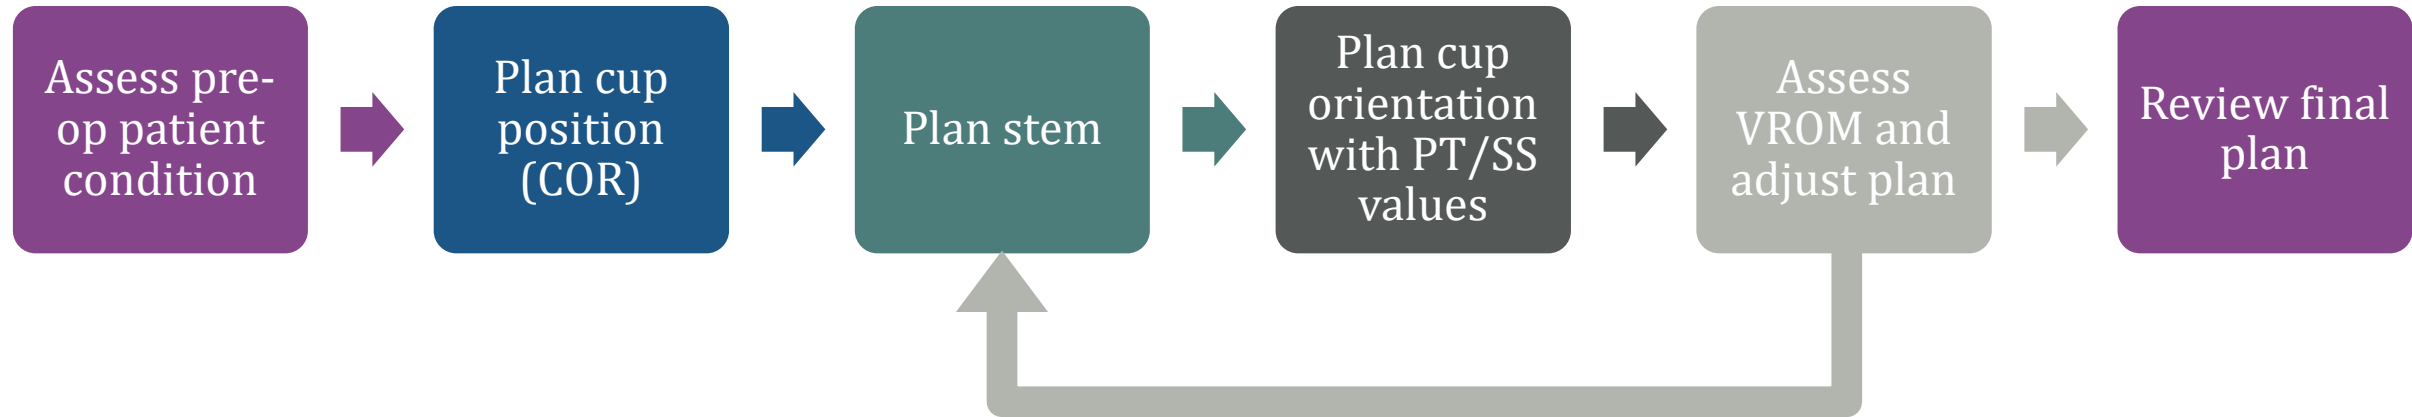 Assess pre-
op patient
condition
Plan cup
position
(COR)
Plan stem
Plan cup
orientation
with PT/SS
values
Assess
VROM and
adjust plan
Review final
plan